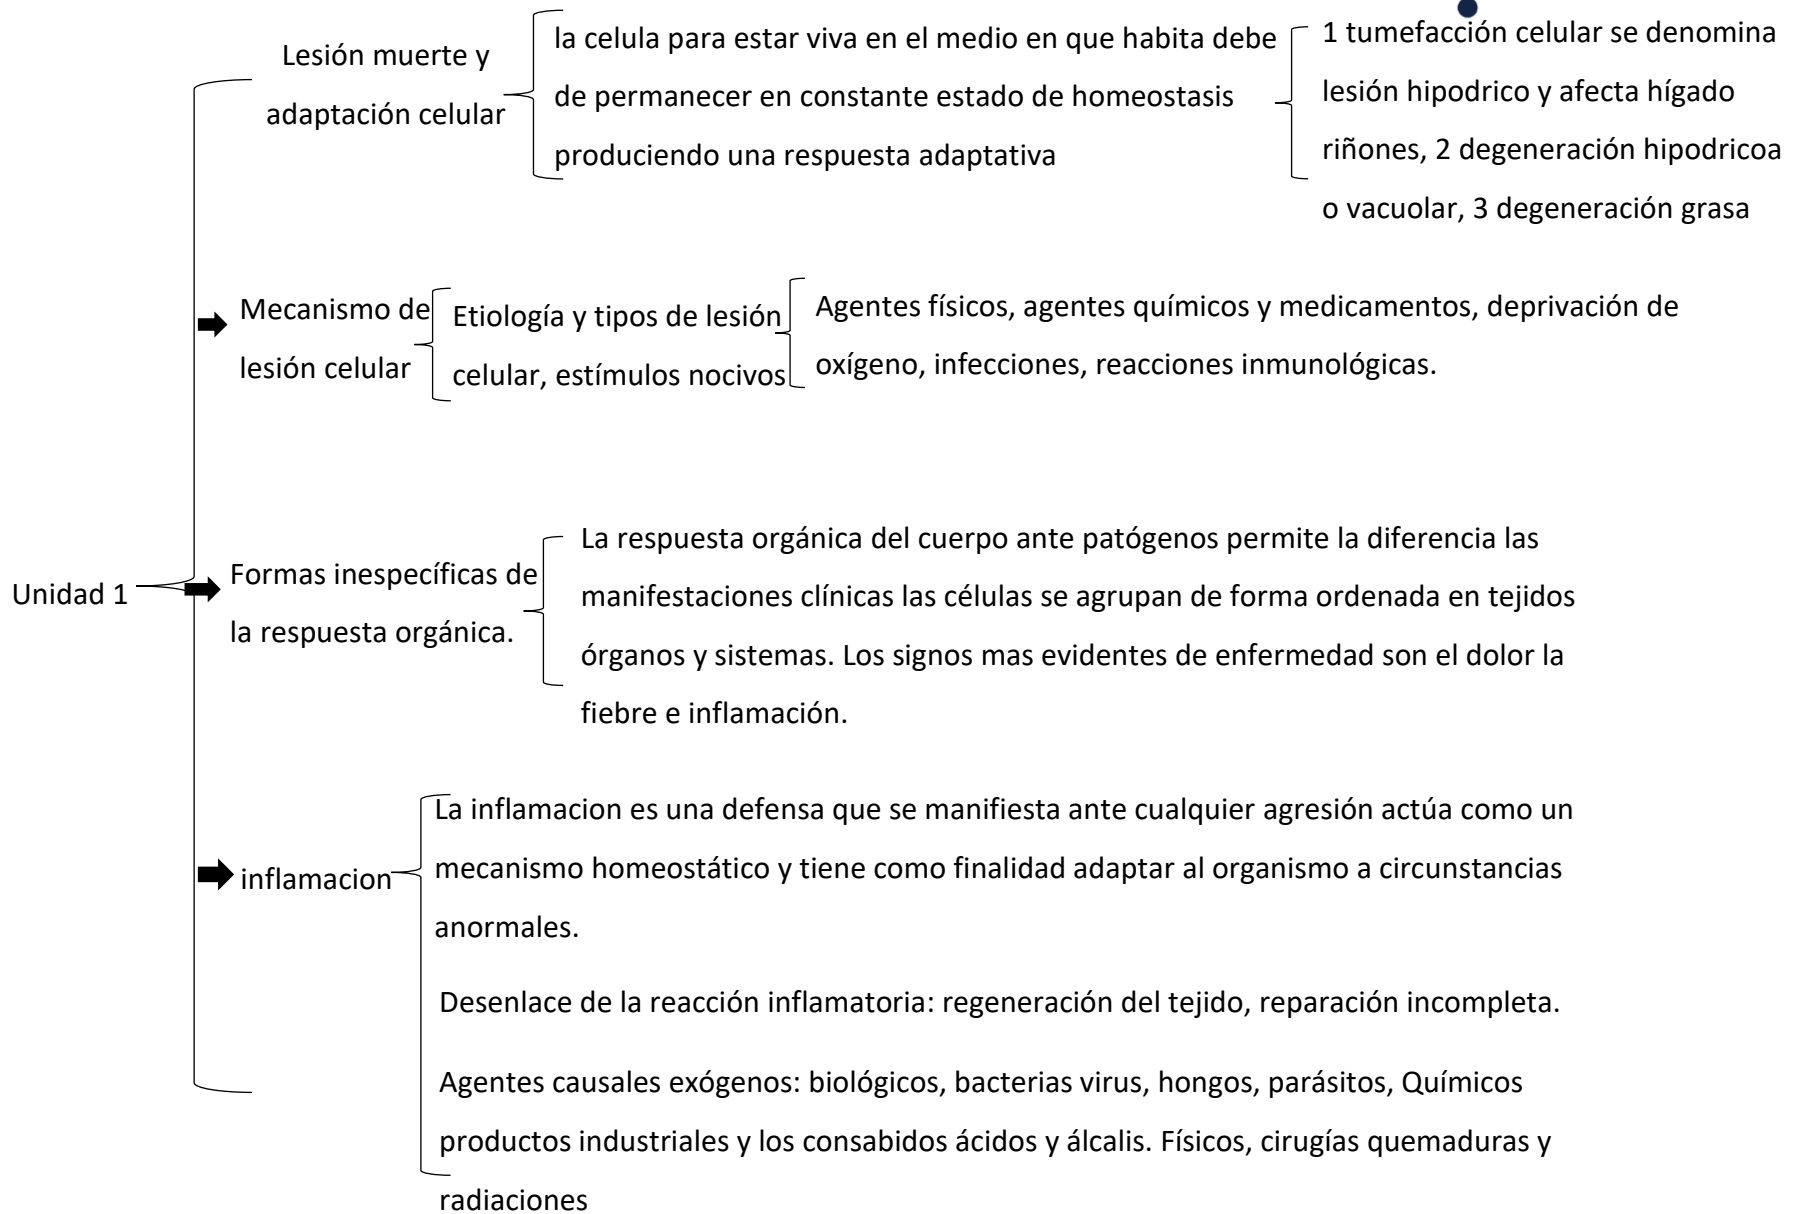 Unidad 1
Lesión muerte y
adaptación celular
la celula para estar viva en el medio en que habita debe
de permanecer en constante estado de homeostasis
produciendo una respuesta adaptativa
1 tumefacción celular se denomina
lesión hipodrico y afecta hígado
riñones, 2 degeneración hipodricoa
o vacuolar, 3 degeneración grasa
Mecanismo de
lesión celular
Etiología y tipos de lesión
celular, estímulos nocivos
Agentes físicos, agentes químicos y medicamentos, deprivación de
oxígeno, infecciones, reacciones inmunológicas.
Formas inespecíficas de
la respuesta orgánica.
La respuesta orgánica del cuerpo ante patógenos permite la diferencia las
manifestaciones clínicas las células se agrupan de forma ordenada en tejidos
órganos y sistemas. Los signos mas evidentes de enfermedad son el dolor la
fiebre e inflamación.
inflamacion
La inflamacion es una defensa que se manifiesta ante cualquier agresión actúa como un
mecanismo homeostático y tiene como finalidad adaptar al organismo a circunstancias
anormales.
Desenlace de la reacción inflamatoria: regeneración del tejido, reparación incompleta.
Agentes causales exógenos: biológicos, bacterias virus, hongos, parásitos, Químicos
productos industriales y los consabidos ácidos y álcalis. Físicos, cirugías quemaduras y
radiaciones